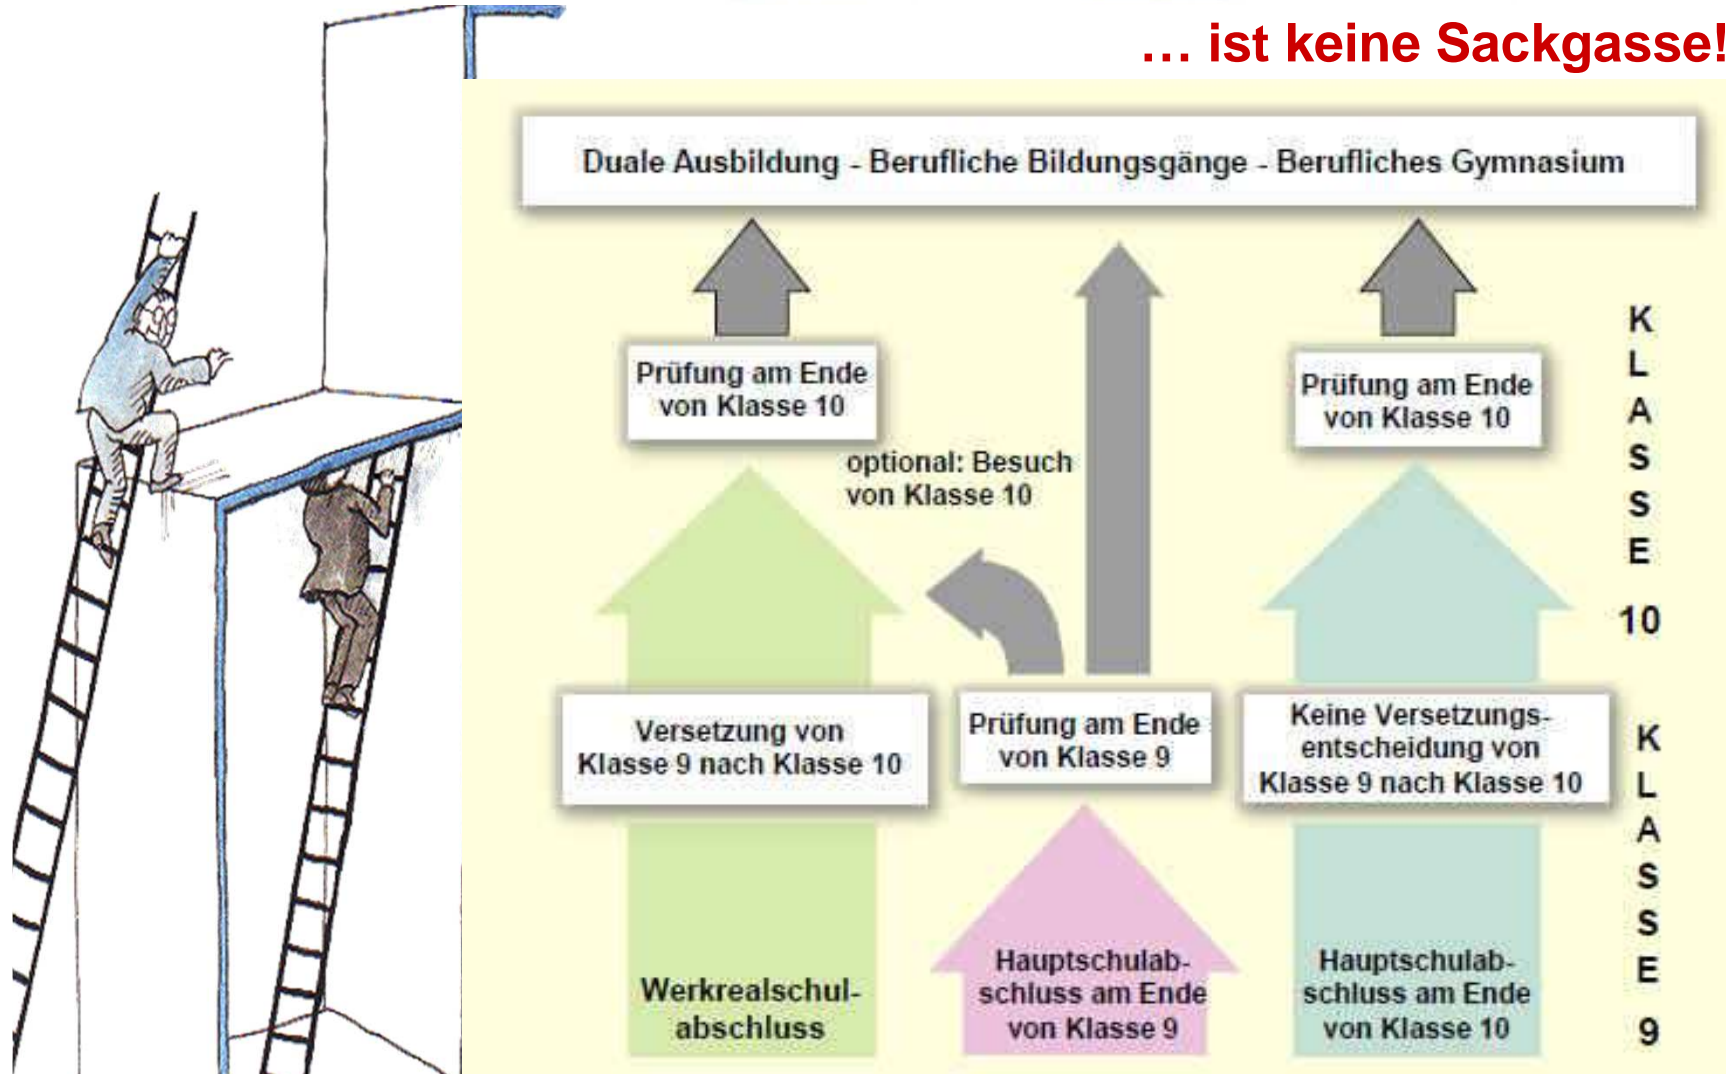 … ist keine Sackgasse!
Duale Ausbildung - Berufliche Bildungsgänge - Berufliches Gymnasium
Prüfung am Ende
von Klasse 10
optional: Besuch
von Klasse 10
Prüfung am Ende
von Klasse 10
K
L
A
S
S
E
10
Versetzung von
Klasse 9 nach Klasse 10
Prüfung am Ende
von Klasse 9
Keine Versetzungs-
entscheidung von
Klasse 9 nach Klasse 10
K
L
A
S
S
E
9
Werkrealschul-
abschluss
Hauptschulab-
schluss am Ende
von Klasse 9
Hauptschulab-
schluss am Ende
von Klasse 10